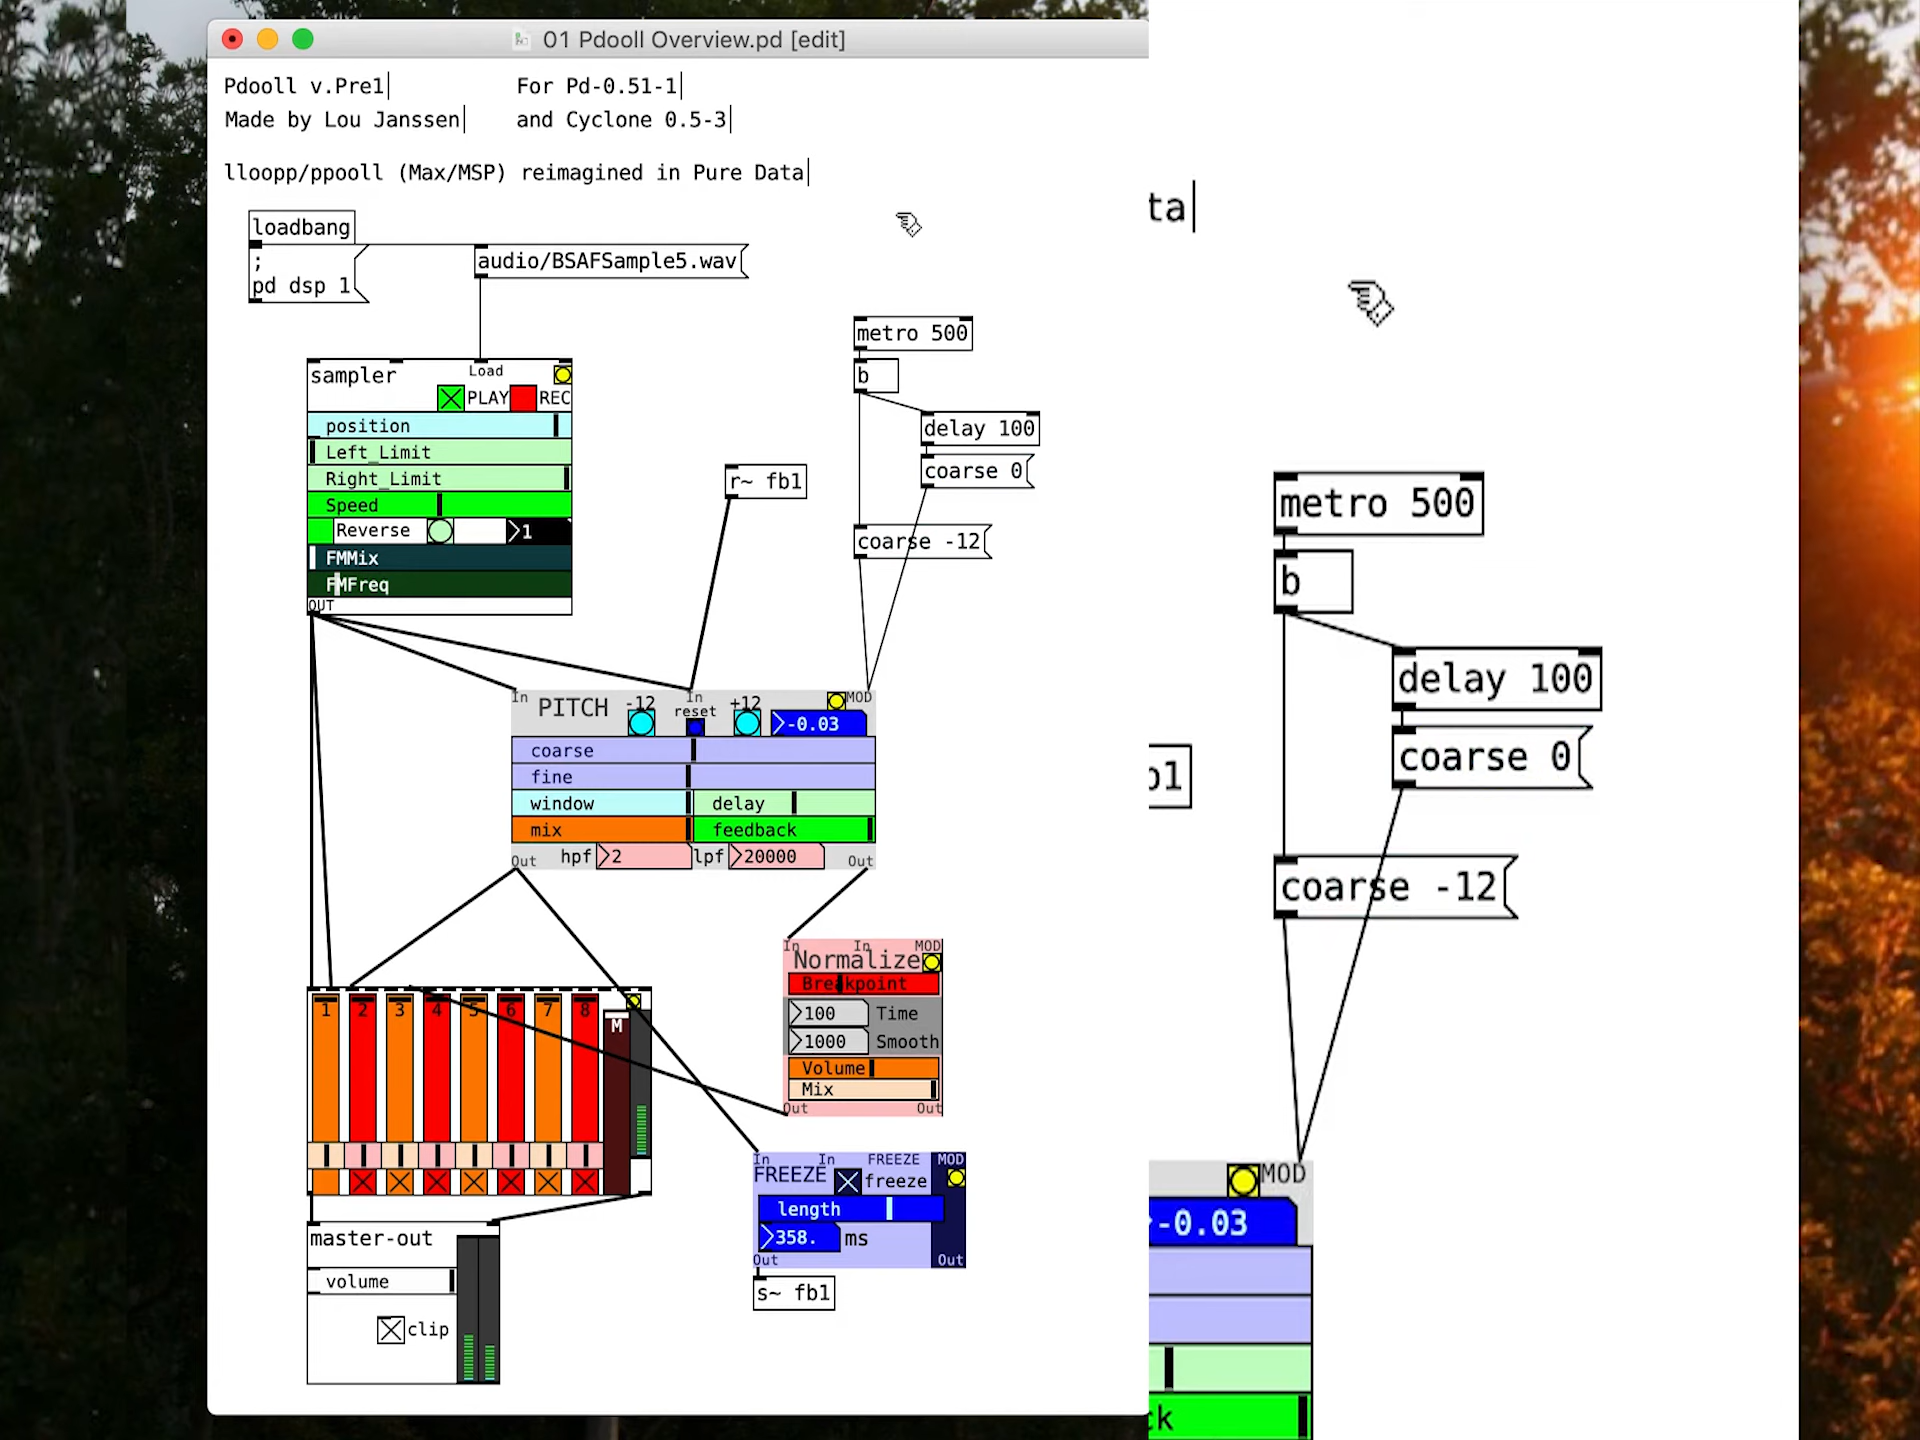 01 Pdooll Overview.pd [edit]
Pdooll v.Pre1
For Pd-0.51-1
Made by Lou Janssen
and Cyclone 0.5-3
lloopp/ppooll (Max/MSP) reimagined in Pure Data
loadbang
;
pd dsp 1
audio/BSAFSample5.wav
metro 500
b
delay 100
coarse 0
coarse -12
r~ fb1
sampler
Load
PLAY
REC
position
Left_Limit
Right_Limit
Speed
Reverse
>1
FMMix
FMFreq
OUT
In
PITCH
-12
In
reset
+12
MOD
>-0.03
coarse
fine
window
delay
mix
feedback
Out
hpf
>2
lpf
>20000
Out
In
In
MOD
Normalize
Breakpoint
>100
Time
>1000
Smooth
Volume
Mix
Out
Out
1
2
3
4
5
6
7
8
M
In
In
FREEZE
MOD
FREEZE
freeze
length
>358.
ms
Out
Out
s~ fb1
master-out
volume
clip
ta
metro 500
b
delay 100
coarse 0
b1
coarse -12
MOD
-0.03
ck